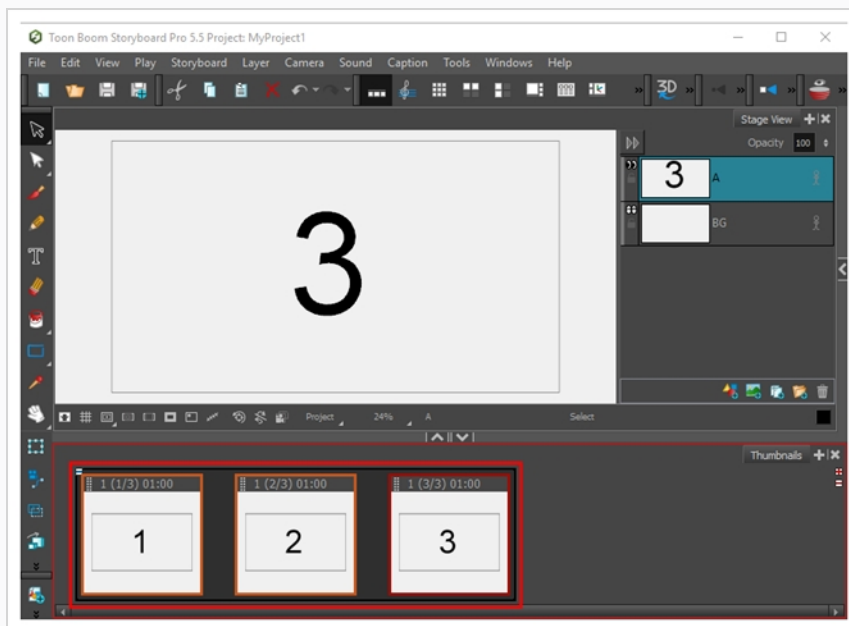 Toon Boom Storyboard Pro 5.5 Project: MyProject1
File Edit View Play Storyboard Layer Camera Sound Caption Tools Windows Help
3D
Stage View
Opacity 100
3 A
BG
3
Project 24% A Select
Thumbnails
1 (1/3) 01:00 1 (2/3) 01:00 1 (3/3) 01:00
1 2 3